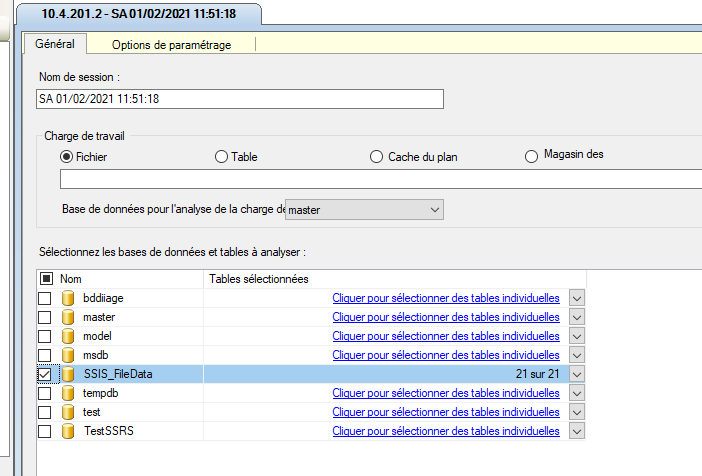 10.4.201.2 - SA 01/02/2021 11:51:18
Général Options de paramétrage
Nom de session :
SA 01/02/2021 11:51:18
Charge de travail
Fichier Table Cache du plan Magasin des
Base de données pour l'analyse de la charge de master
Sélectionnez les bases de données et tables à analyser :
Nom Tables sélectionnées
bddiiage Cliquer pour sélectionner des tables individuelles
master Cliquer pour sélectionner des tables individuelles
model Cliquer pour sélectionner des tables individuelles
msdb Cliquer pour sélectionner des tables individuelles
SSIS_FileData 21 sur 21
tempdb Cliquer pour sélectionner des tables individuelles
test Cliquer pour sélectionner des tables individuelles
TestSSRS Cliquer pour sélectionner des tables individuelles